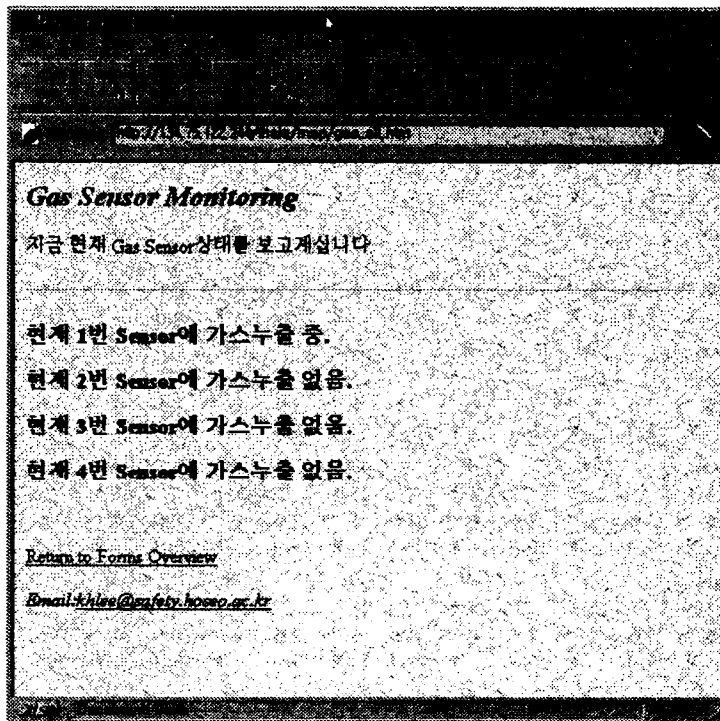 Gas Sensor Monitoring
지금 현재 Gas Sensor상태를 보고계십니다
현재 1번 Sensor에 가스누출 중.
현재 2번 Sensor에 가스누출 없음.
현재 3번 Sensor에 가스누출 없음.
현재 4번 Sensor에 가스누출 없음.
Return to Forms Overview
Email:khlee@safety.hoseo.ac.kr